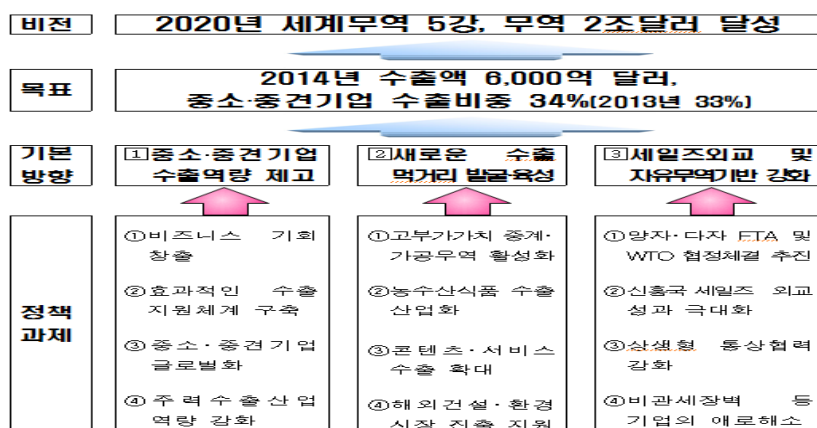 비전
2020년 세계무역 5강, 무역 2조달러 달성
목표
2014년 수출액 6,000억 달러,
중소·중견기업 수출비중 34%(2013년 33%)
기본
방향
1중소·중견기업
수출역량 제고
2새로운 수출
먹거리 발굴·육성
3세일즈외교 및
자유무역기반 강화
정책
과제
①비즈니스 기회
창출
②효과적인 수출
지원체계 구축
③중소·중견기업
글로벌화
④주력수출산업
역량 강화
①고부가가치 중계·
가공무역 활성화
②농수산식품 수출
산업화
③콘텐츠·서비스
수출 확대
④해외건설·환경
시장 진출 지원
①양자·다자 FTA 및
WTO 협정체결 추진
②신흥국 세일즈 외교
성과 극대화
③상생형 통상협력
강화
④비관세장벽 등
기업의 애로해소